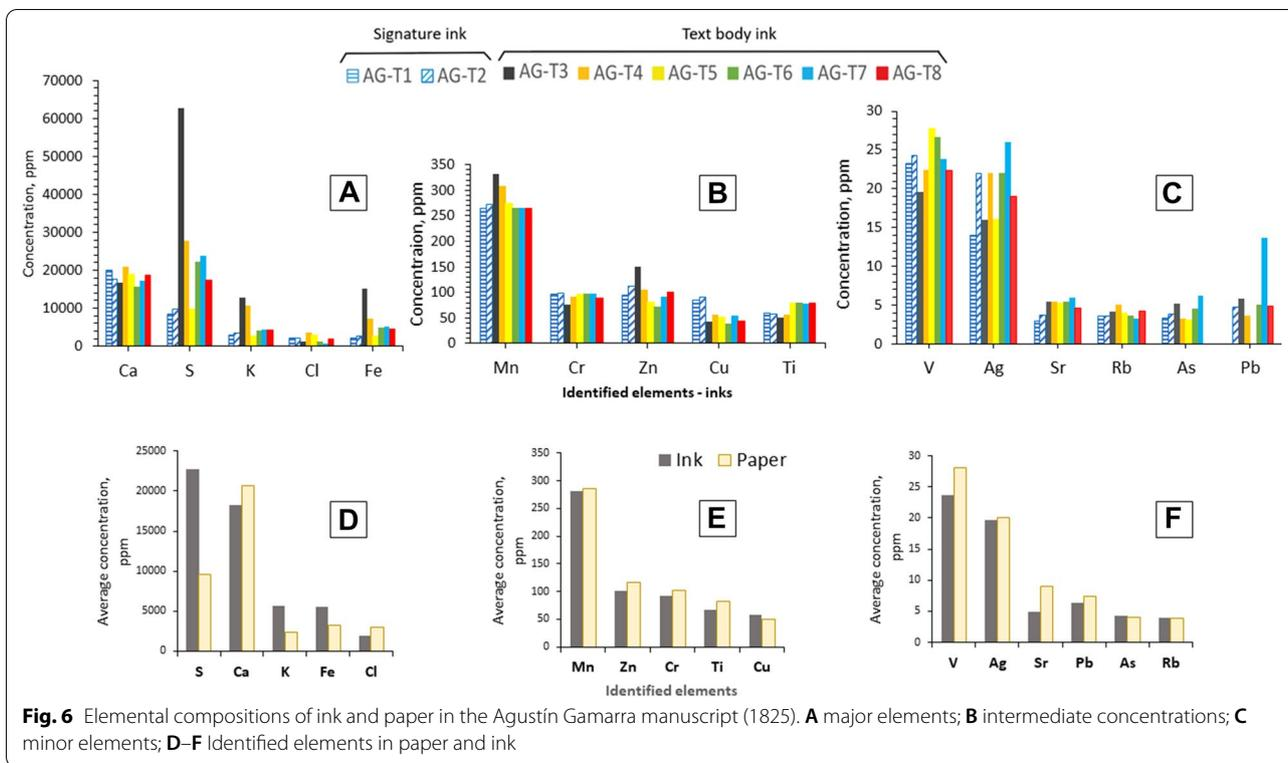 Signature ink Text body ink
AG-T1 AG-T2 AG-T3 AG-T4 AG-T5 AG-T6 AG-T7 AG-T8
Concentration, ppm
70000
60000
50000
40000
30000
20000
10000
0
A
Ca S K Cl Fe
Concentraion, ppm
350
300
250
200
150
100
50
0
B
Mn Cr Zn Cu Ti
Identified elements - inks
Concentration, ppm
30
25
20
15
10
5
0
C
V Ag Sr Rb As Pb
Average concentration,
ppm
25000
20000
15000
10000
5000
0
D
S Ca K Fe Cl
Average concentration,
ppm
350
300
250
200
150
100
50
0
Ink Paper
E
Mn Zn Cr Ti Cu
Identified elements
Average concentration,
ppm
30
25
20
15
10
5
0
F
V Ag Sr Pb As Rb
Fig. 6 Elemental compositions of ink and paper in the Agustín Gamarra manuscript (1825). A major elements; B intermediate concentrations; C
minor elements; D–F Identified elements in paper and ink